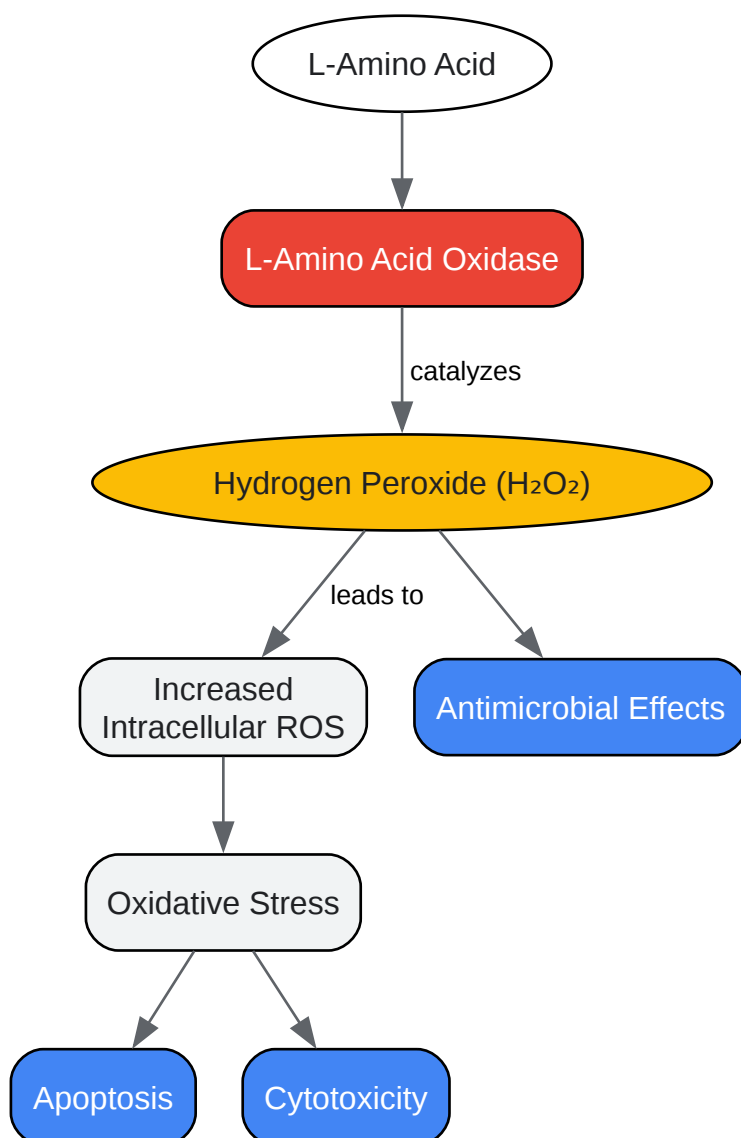 L-Amino Acid
L-Amino Acid Oxidase
catalyzes
Hydrogen Peroxide (H₂O₂)
leads to
Increased
Intracellular ROS
Antimicrobial Effects
Oxidative Stress
Apoptosis
Cytotoxicity